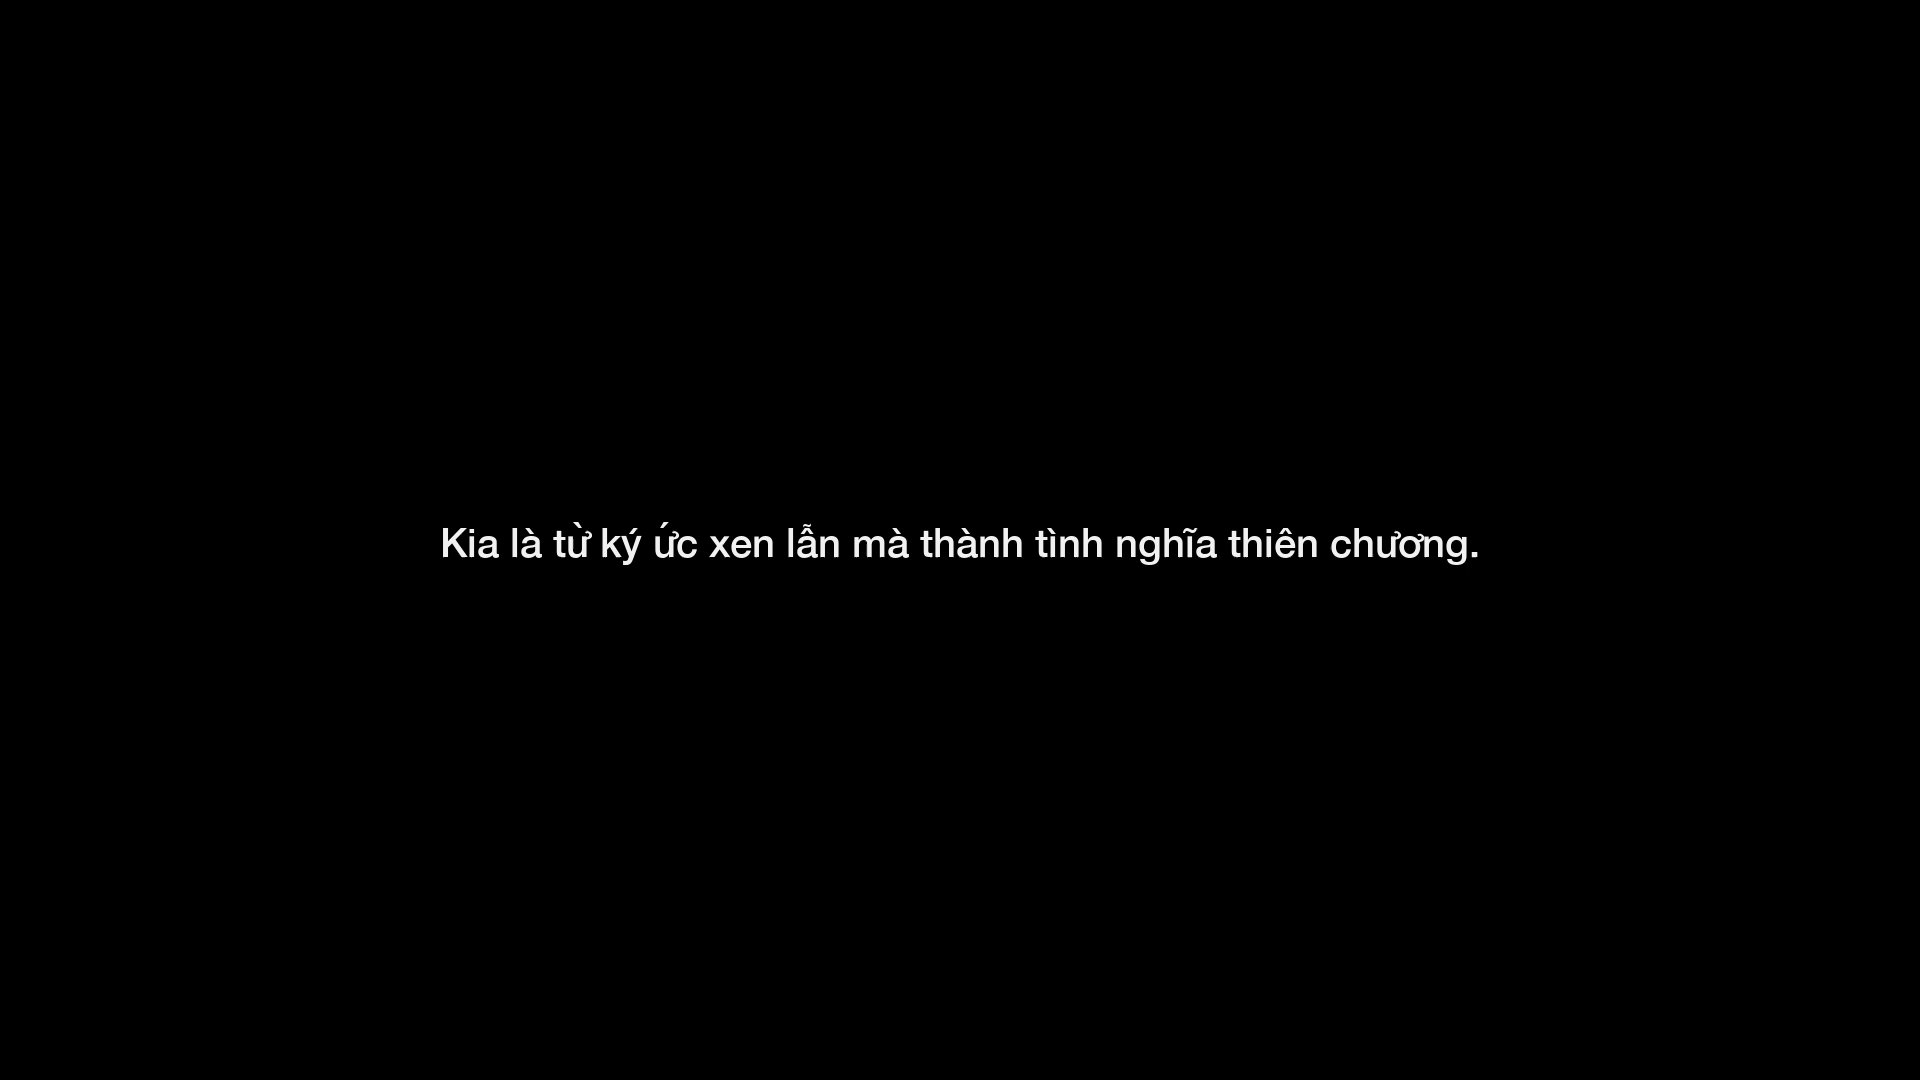 Kia là từ ký ức xen lẫn mà thành tình nghĩa thiên chương.